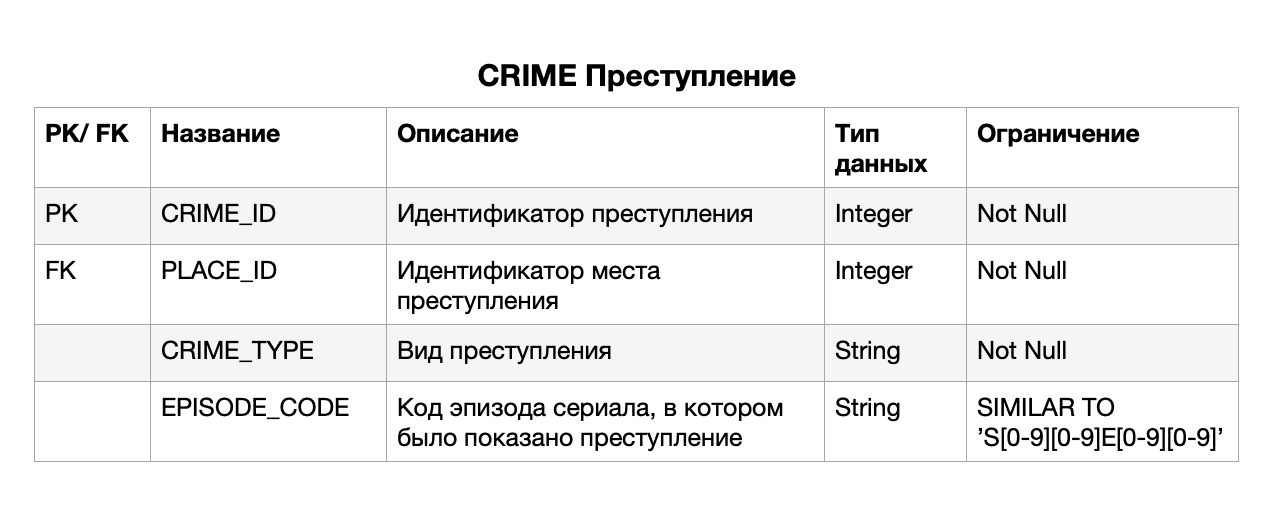 CRIME Преступление
PK/ FK Название Описание Тип данных Ограничение
PK CRIME_ID Идентификатор преступления Integer Not Null
FK PLACE_ID Идентификатор места преступления Integer Not Null
CRIME_TYPE Вид преступления String Not Null
EPISODE_CODE Код эпизода сериала, в котором было показано преступление String SIMILAR TO ’S[0-9][0-9]E[0-9][0-9]’